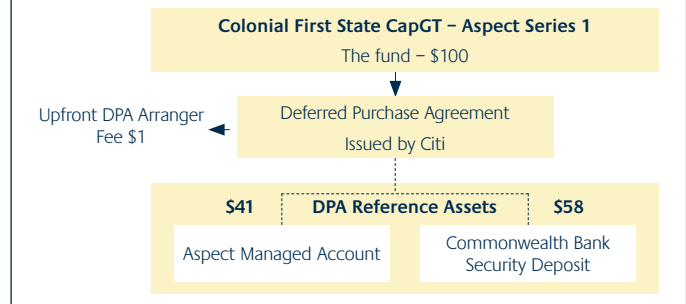 Colonial First State CapGT – Aspect Series 1
The fund – $100
Upfront DPA Arranger
Fee $1
Deferred Purchase Agreement
Issued by Citi
$41
DPA Reference Assets
$58
Aspect Managed Account
Commonwealth Bank
Security Deposit